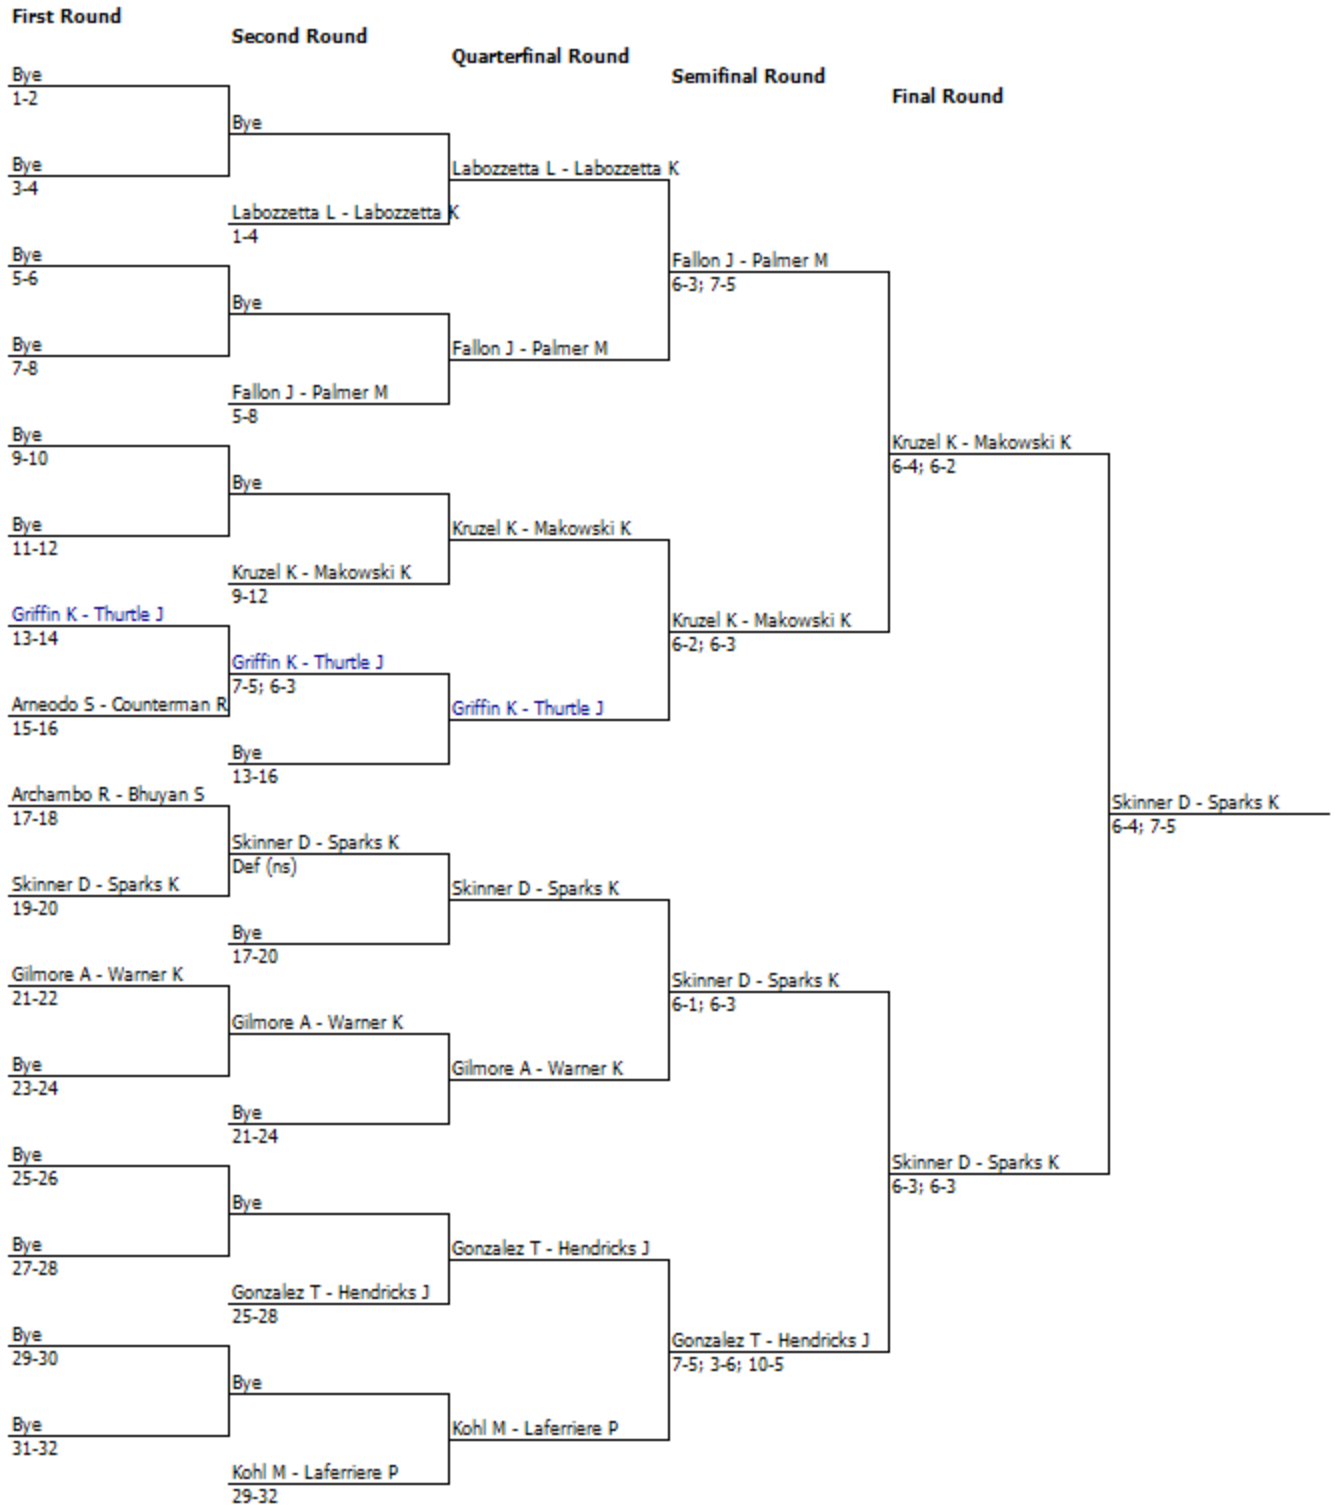 First Round
Second Round
Quarterfinal Round
Semifinal Round
Final Round
Bye
1-2
Bye
3-4
Bye
5-6
Bye
7-8
Bye
9-10
Bye
11-12
Griffin K - Thurtle J
13-14
Arneodo S - Counterman R
15-16
Archambo R - Bhuyan S
17-18
Skinner D - Sparks K
19-20
Gilmore A - Warner K
21-22
Bye
23-24
Bye
25-26
Bye
27-28
Bye
29-30
Bye
31-32
Bye
Labozzetta L - Labozzetta K
1-4
Bye
Fallon J - Palmer M
5-8
Bye
Kruzel K - Makowski K
9-12
Griffin K - Thurtle J
7-5; 6-3
Bye
13-16
Skinner D - Sparks K
Def (ns)
Bye
17-20
Gilmore A - Warner K
Bye
21-24
Bye
Gonzalez T - Hendricks J
25-28
Bye
Kohl M - Laferriere P
29-32
Labozzetta L - Labozzetta K
Fallon J - Palmer M
Kruzel K - Makowski K
Griffin K - Thurtle J
Skinner D - Sparks K
Gilmore A - Warner K
Gonzalez T - Hendricks J
Kohl M - Laferriere P
Fallon J - Palmer M
6-3; 7-5
Kruzel K - Makowski K
6-2; 6-3
Skinner D - Sparks K
6-1; 6-3
Gonzalez T - Hendricks J
7-5; 3-6; 10-5
Kruzel K - Makowski K
6-4; 6-2
Skinner D - Sparks K
6-3; 6-3
Skinner D - Sparks K
6-4; 7-5